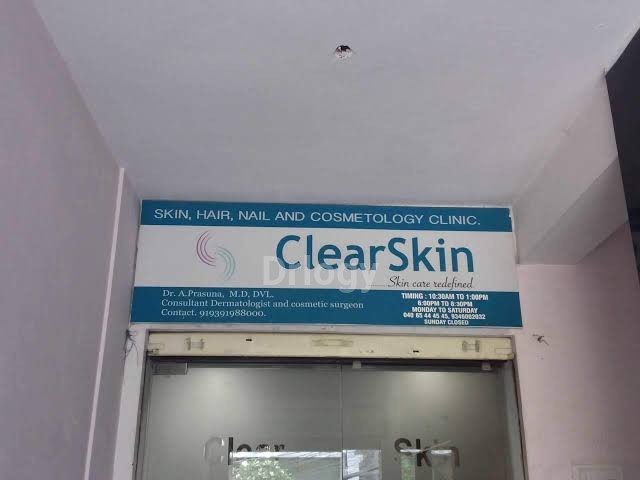 SKIN, HAIR, NAIL AND COSMETOLOGY CLINIC.
ClearSkin
Drlogy
......Skin care redefined
Dr. A.Prasuna, M.D, DVL.
Consultant Dermatologist and cosmetic surgeon
Contact. 919391988000.
TIMING : 10:30AM TO 1:00PM
6:00PM TO 8:30PM
MONDAY TO SATURDAY
040 65 44 45 45, 9346002032
SUNDAY CLOSED
Clear Skin